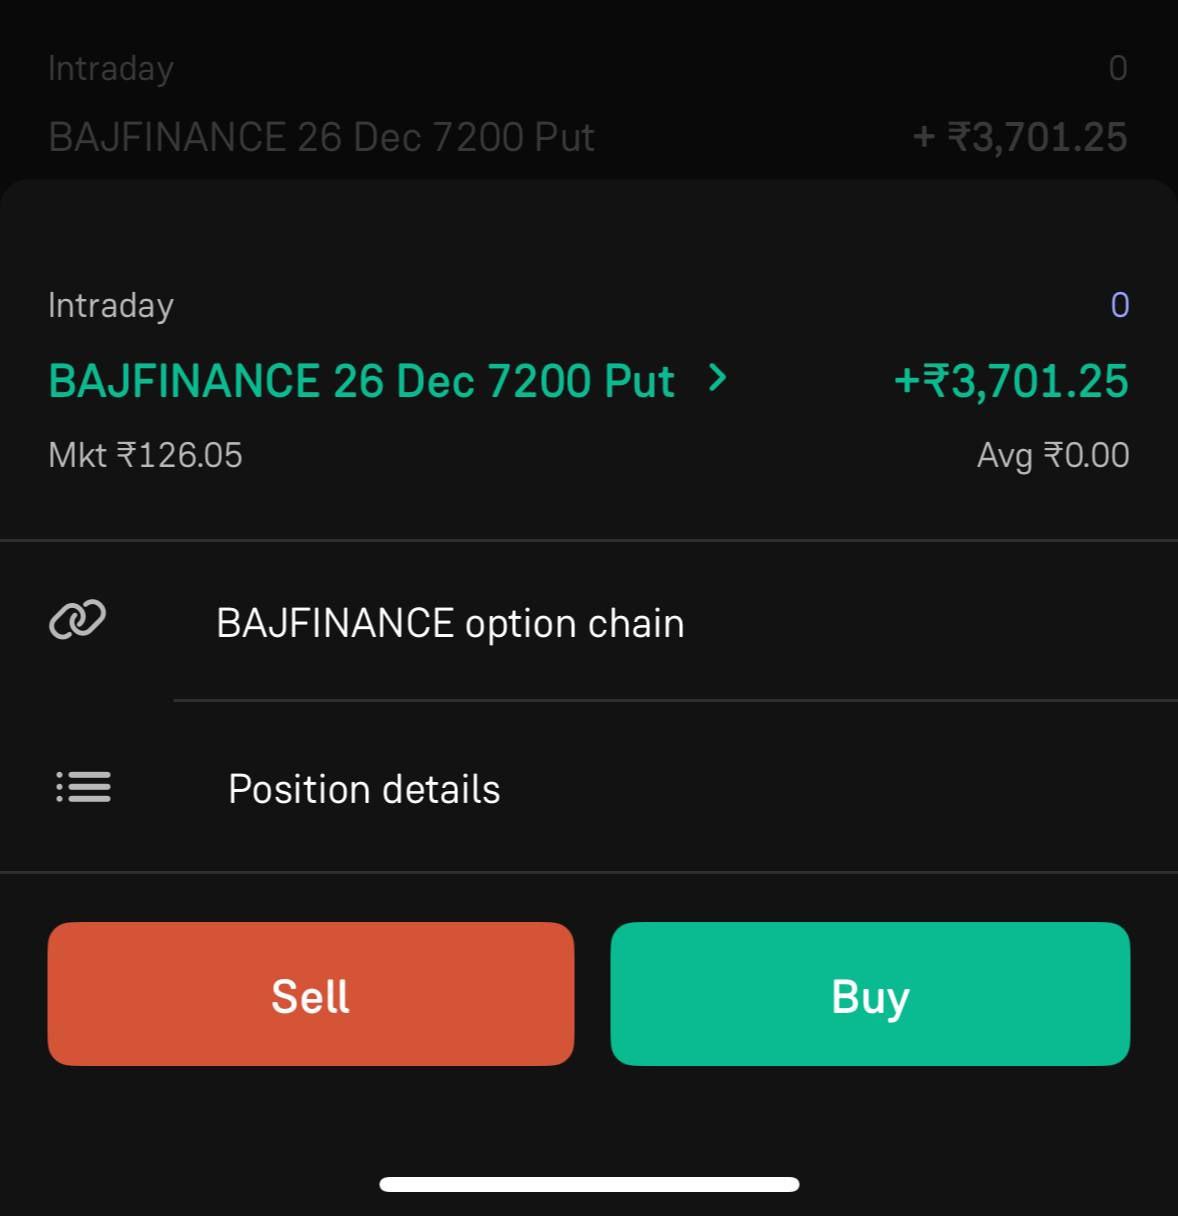 Intraday 0
BAJFINANCE 26 Dec 7200 Put + ₹3,701.25
Intraday 0
BAJFINANCE 26 Dec 7200 Put > +₹3,701.25
Mkt ₹126.05 Avg ₹0.00
BAJFINANCE option chain
Position details
Sell Buy